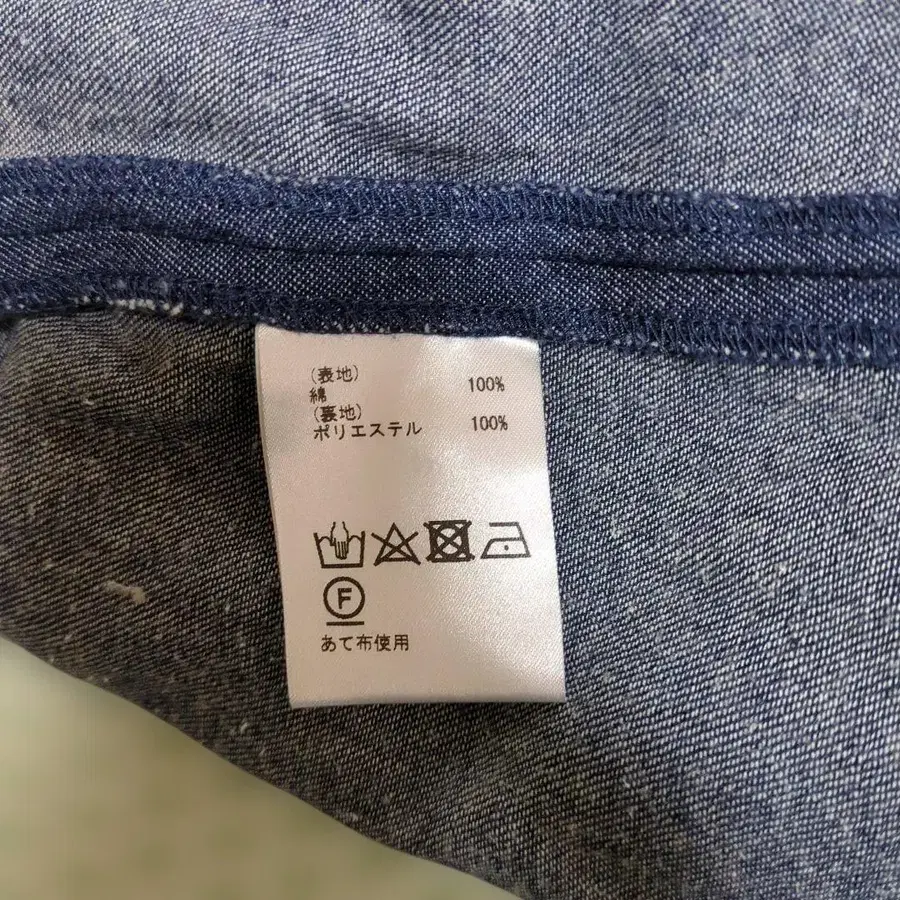 (表地)
綿 100%
(裏地)
ポリエステル 100%
F
あて布使用